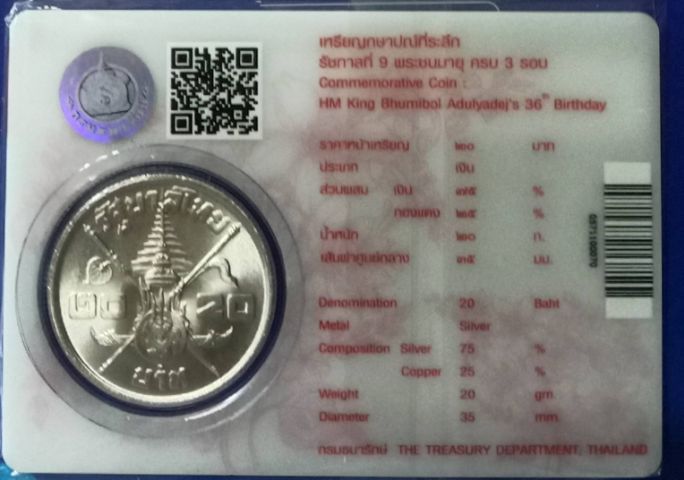 เหรียญกษาปณ์ที่ระลึก
รัชกาลที่ 9 พระชนมายุ ครบ 3 รอบ
Commemorative Coin :
HM King Bhumibol Adulyadej's 36th Birthday
ราคาหน้าเหรียญ ๒๐ บาท
ประเภท เงิน
ส่วนผสม เงิน ๗๕ %
ทองแดง ๒๕ %
น้ำหนัก ๒๐ ก.
เส้นผ่าศูนย์กลาง ๓๕ มม.
Denomination 20 Baht
Metal Silver
Composition Silver 75 %
Copper 25 %
Weight 20 gm.
Diameter 35 mm.
กรมธนารักษ์ THE TREASURY DEPARTMENT, THAILAND
รัฐบาลไทย
๒๐ ๒๐
บาท
0571100070